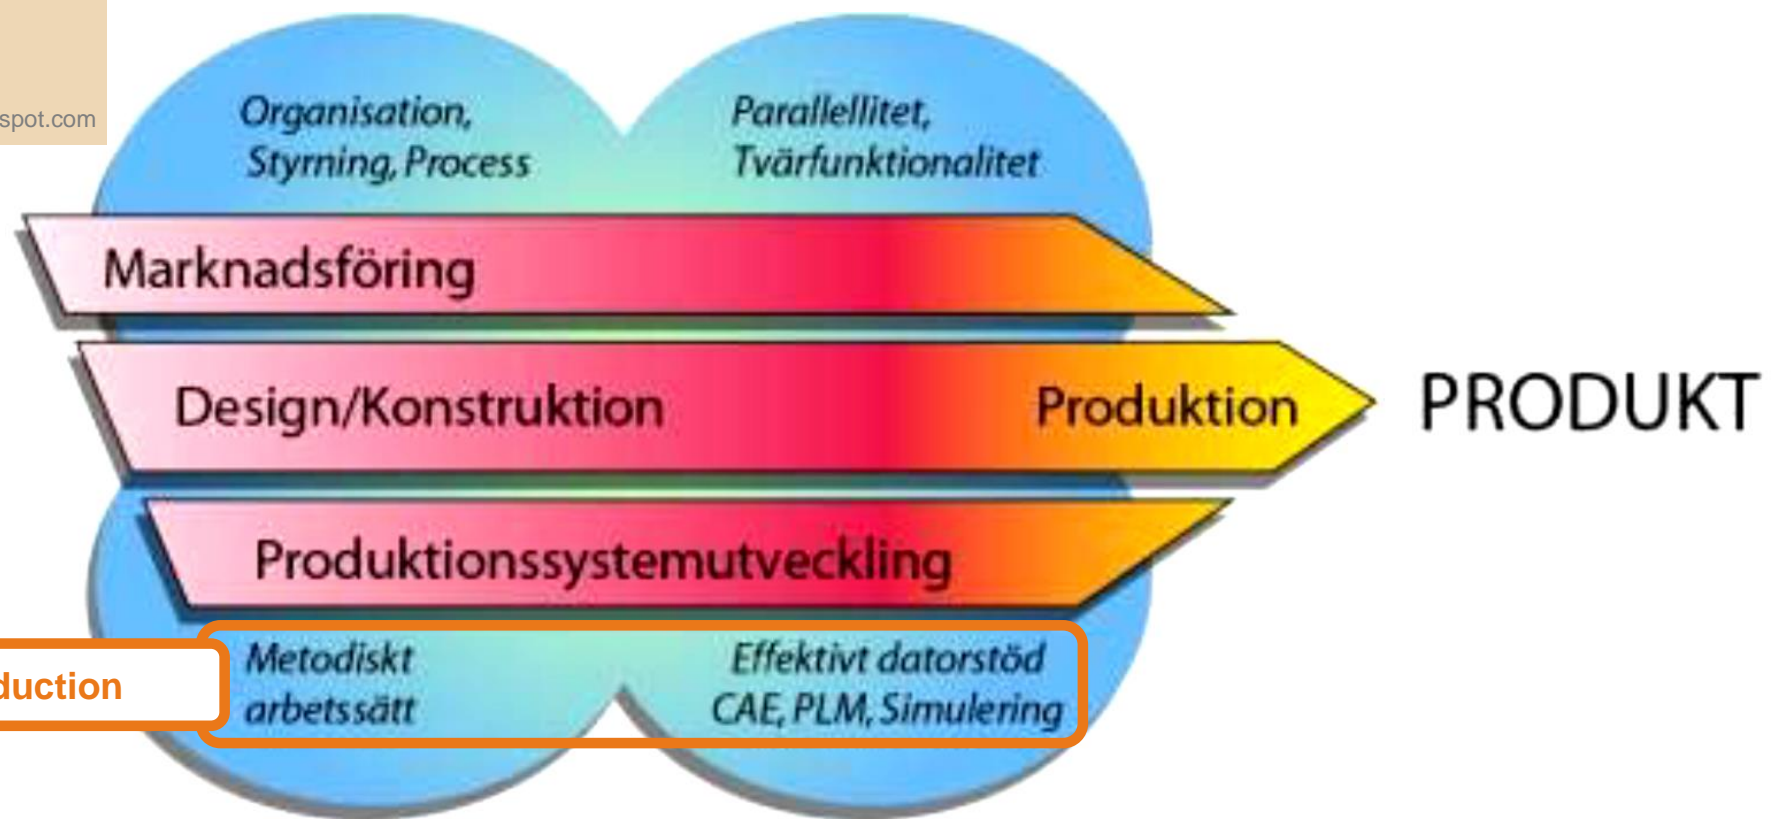 spot.com
Organisation,
Styrning, Process
Parallellitet,
Tvärfunktionalitet
Marknadsföring
Design/Konstruktion
Produktion
PRODUKT
Produktionssystemutveckling
duction
Metodiskt
arbetssätt
Effektivt datorstöd
CAE, PLM, Simulering